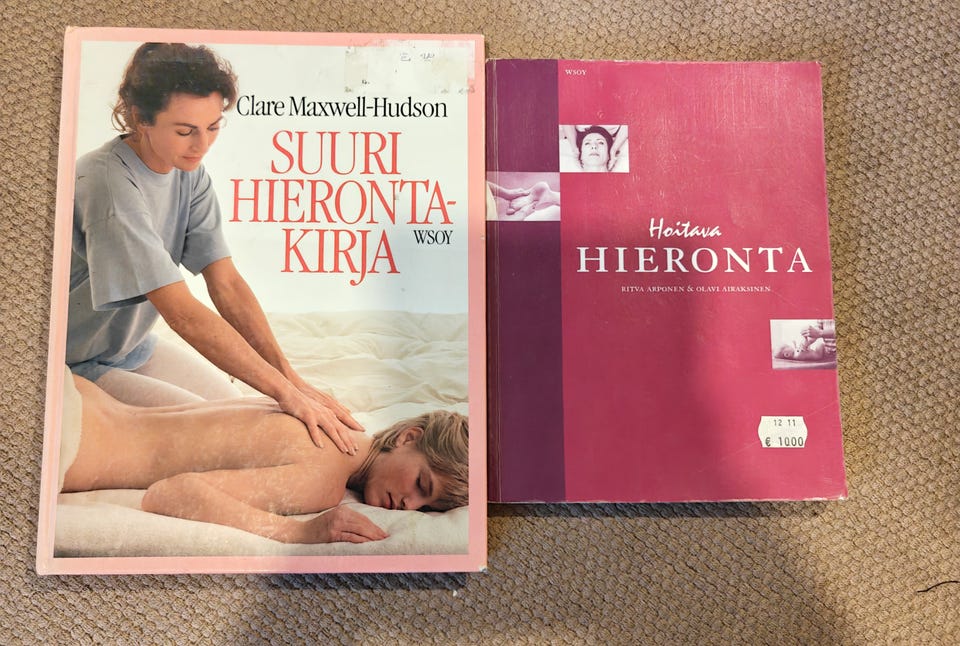 Clare Maxwell-Hudson
SUURI
HIERONTA-
KIRJA
WSOY
WSOY
Hoitava
HIERONTA
RITVA ARPONEN & OLAVI AIRAKSINEN
12 11
€ 1000